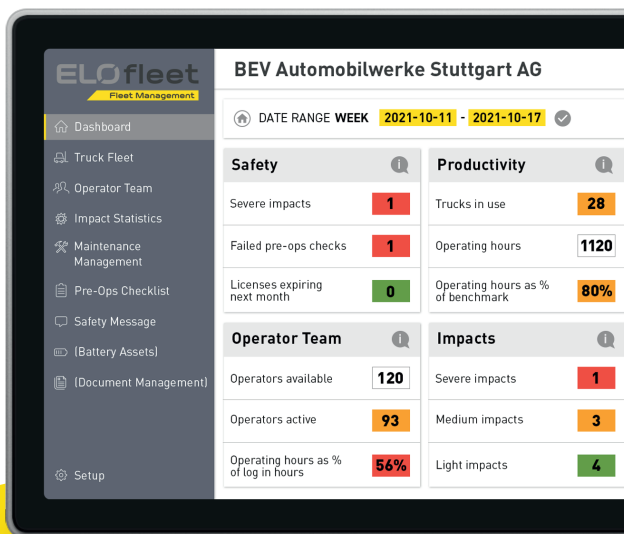 ELOfleet
Fleet Management
Dashboard
Truck Fleet
Operator Team
Impact Statistics
Maintenance
Management
Pre-Ops Checklist
Safety Message
(Battery Assets)
(Document Management)
Setup
BEV Automobilwerke Stuttgart AG
DATE RANGE WEEK 2021-10-11 - 2021-10-17
Safety i
Severe impacts 1
Failed pre-ops checks 1
Licenses expiring
next month 0
Productivity i
Trucks in use 28
Operating hours 1120
Operating hours as %
of benchmark 80%
Operator Team i
Operators available 120
Operators active 93
Operating hours as %
of log in hours 56%
Impacts i
Severe impacts 1
Medium impacts 3
Light impacts 4